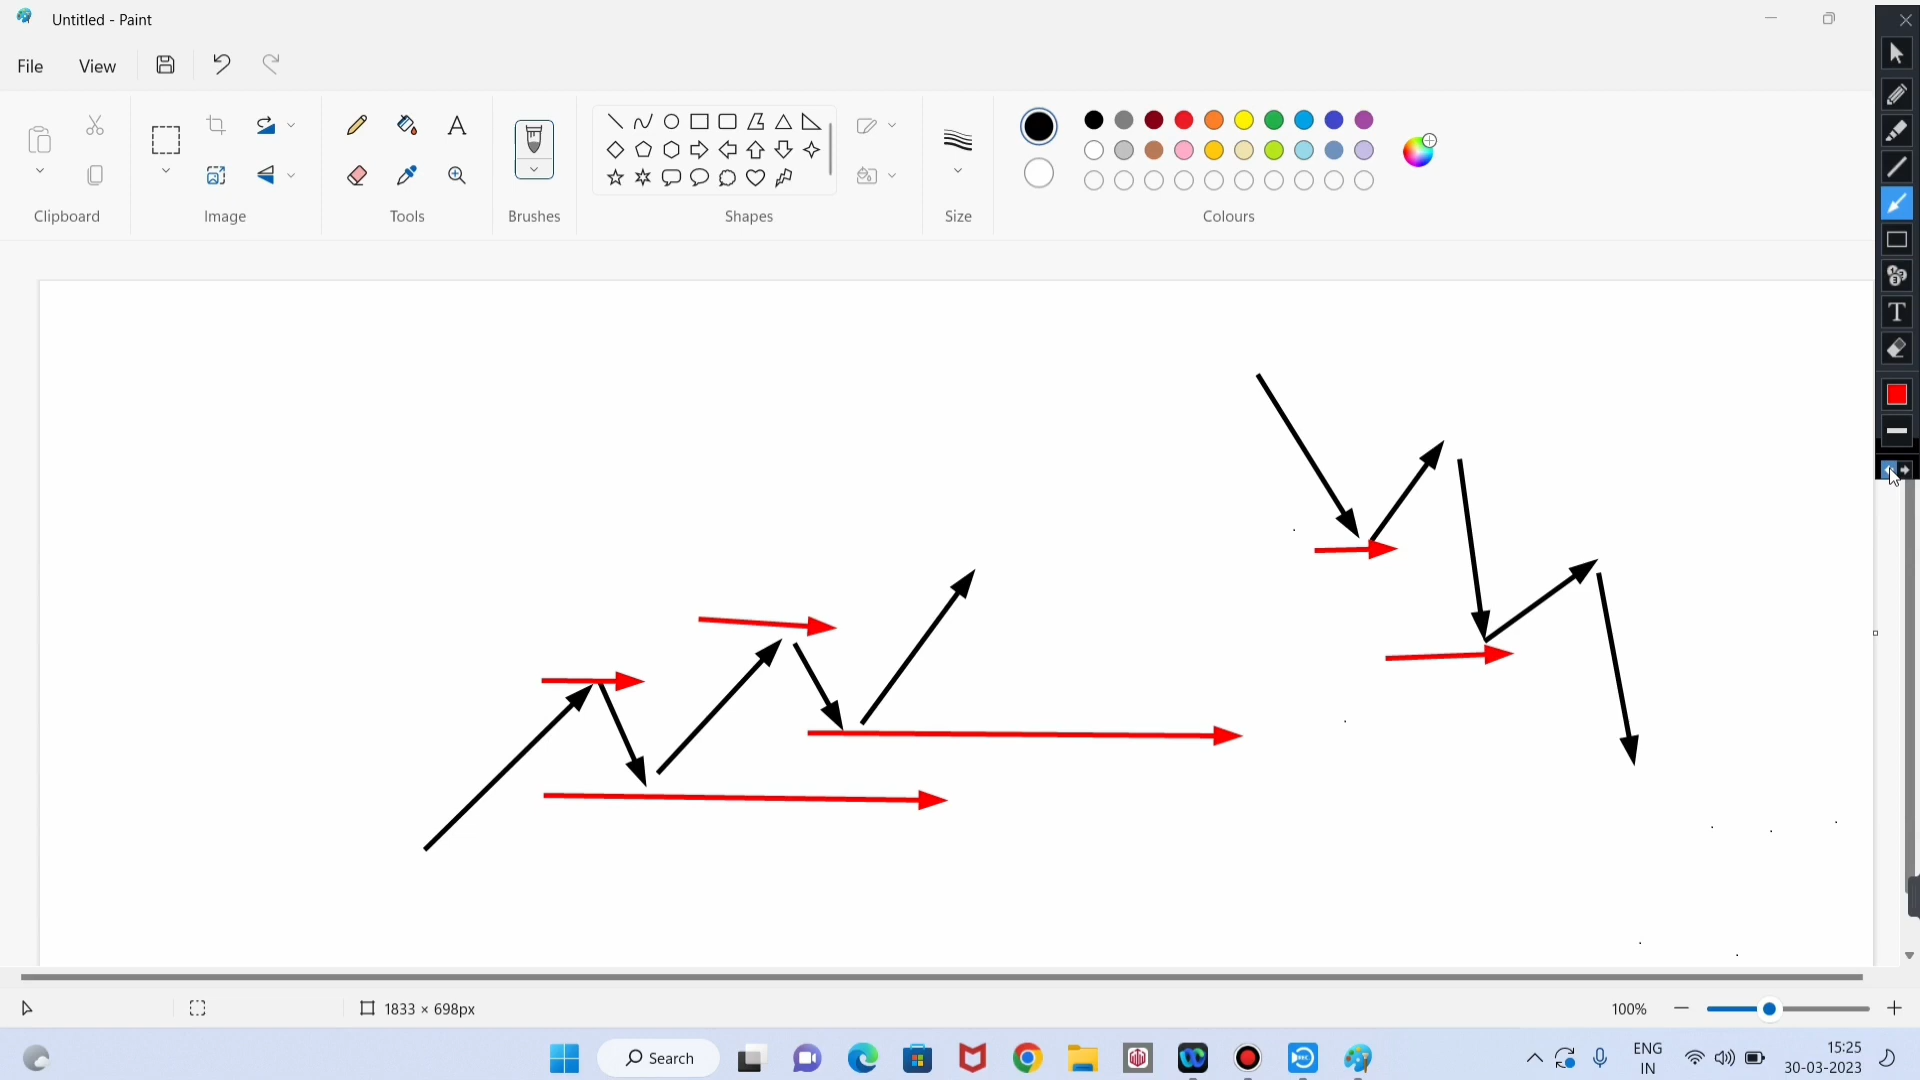 Untitled - Paint
File View
Clipboard Image Tools Brushes Shapes Size Colours
1833 × 698px 100%
Search
ENG
IN
15:25
30-03-2023